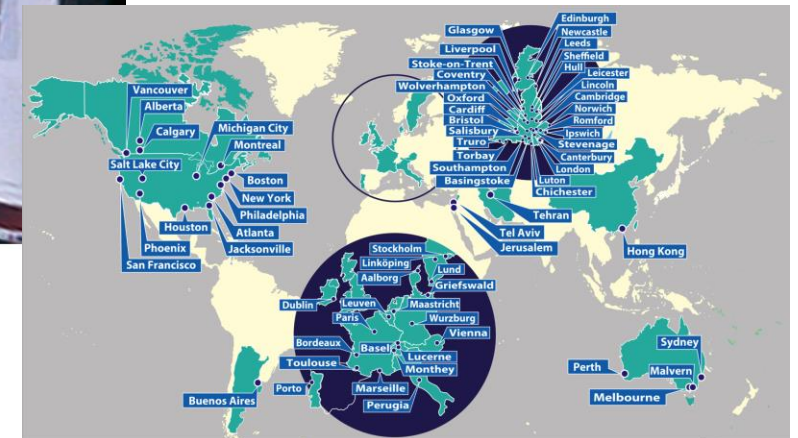 Vancouver
Alberta
Calgary
Michigan City
Montreal
Salt Lake City
Boston
New York
Philadelphia
Houston
Atlanta
Phoenix
Jacksonville
San Francisco
Buenos Aires
Glasgow
Liverpool
Stoke-on-Trent
Coventry
Wolverhampton
Oxford
Cardiff
Bristol
Salisbury
Truro
Torbay
Southampton
Basingstoke
Edinburgh
Newcastle
Leeds
Sheffield
Hull
Leicester
Lincoln
Cambridge
Norwich
Romford
Ipswich
Stevenage
Canterbury
London
Luton
Chichester
Tehran
Tel Aviv
Jerusalem
Hong Kong
Stockholm
Linköping
Aalborg
Lund
Griefswald
Dublin
Leuven
Maastricht
Paris
Wurzburg
Vienna
Bordeaux
Basel
Lucerne
Toulouse
Monthey
Porto
Marseille
Perugia
Sydney
Perth
Malvern
Melbourne